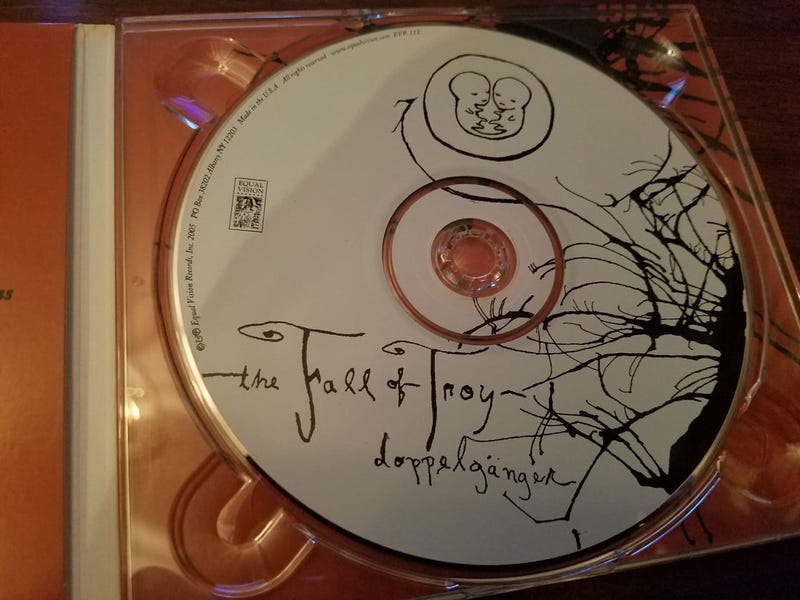 ℗© Equal Vision Records, Inc. 2005 PO Box 38202 Albany NY 12203 Made in the U.S.A All rights reserved www.equalvision.com EVR 112
EQUAL
VISION
the Fall of Troy
doppelgänger